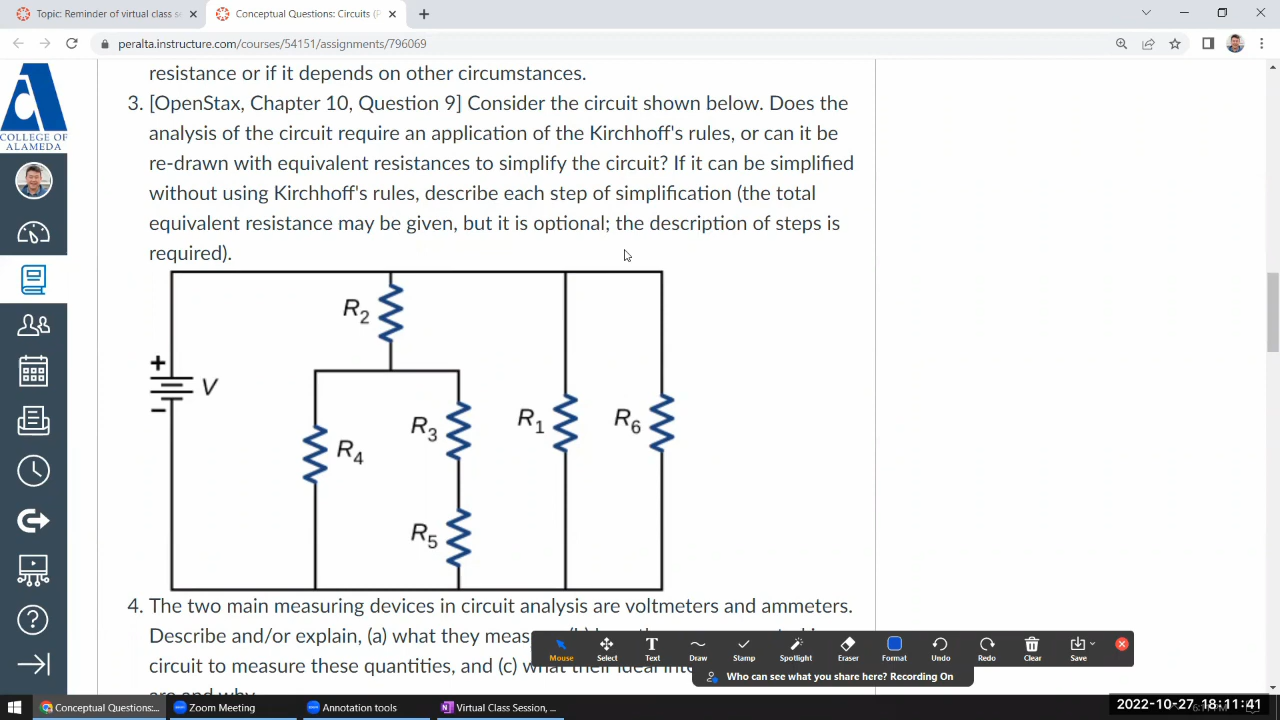 Topic: Reminder of virtual class s
Conceptual Questions: Circuits (P
peralta.instructure.com/courses/54151/assignments/796069
COLLEGE OF
ALAMEDA
resistance or if it depends on other circumstances.
3. [OpenStax, Chapter 10, Question 9] Consider the circuit shown below. Does the
analysis of the circuit require an application of the Kirchhoff's rules, or can it be
re-drawn with equivalent resistances to simplify the circuit? If it can be simplified
without using Kirchhoff's rules, describe each step of simplification (the total
equivalent resistance may be given, but it is optional; the description of steps is
required).
R2
+
V
−
R3
R1
R6
R4
R5
4. The two main measuring devices in circuit analysis are voltmeters and ammeters.
Describe and/or explain, (a) what they meas
circuit to measure these quantities, and (c) what their ideal
are and why
Mouse
Select
Text
Draw
Stamp
Spotlight
Eraser
Format
Undo
Redo
Clear
Save
Who can see what you share here? Recording On
Conceptual Questions:...
Zoom Meeting
Annotation tools
Virtual Class Session, ...
2022-10-27 18:11:41